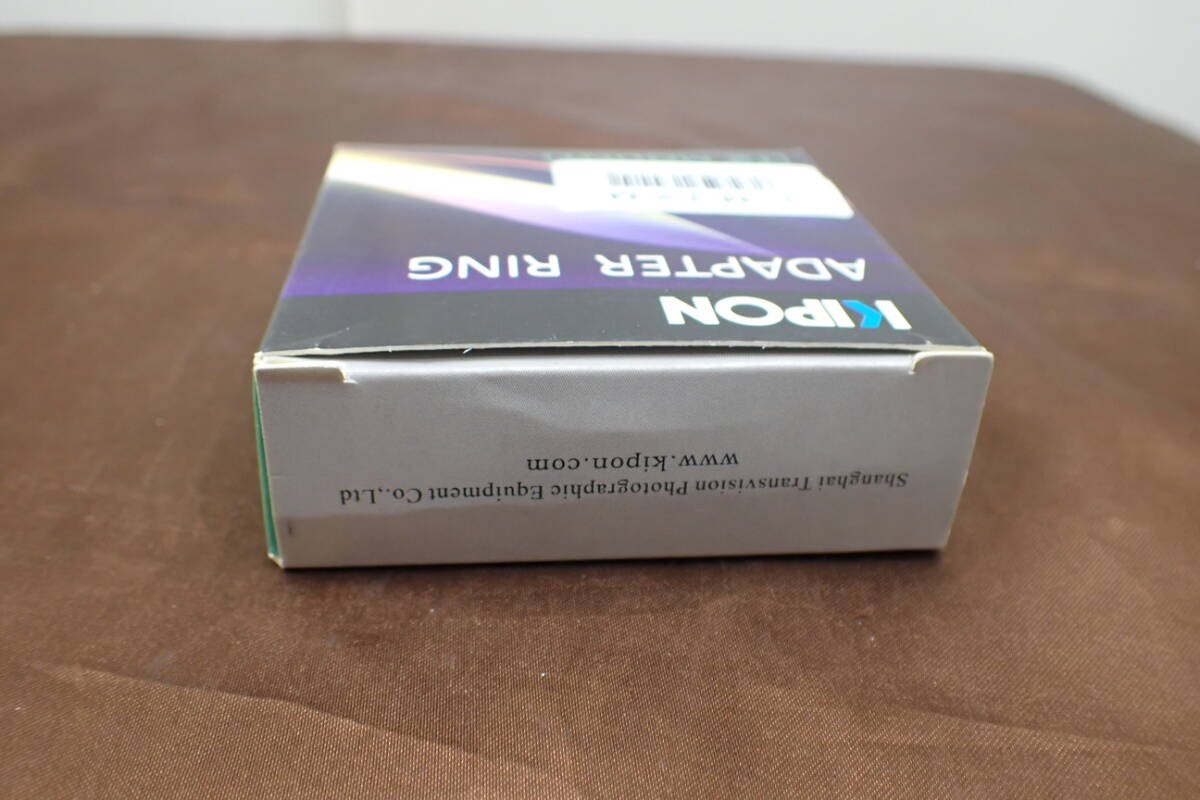 KIPON
ADAPTER RING
Shanghai Transvision Photographic Equipment Co.,Ltd
www.kipon.com